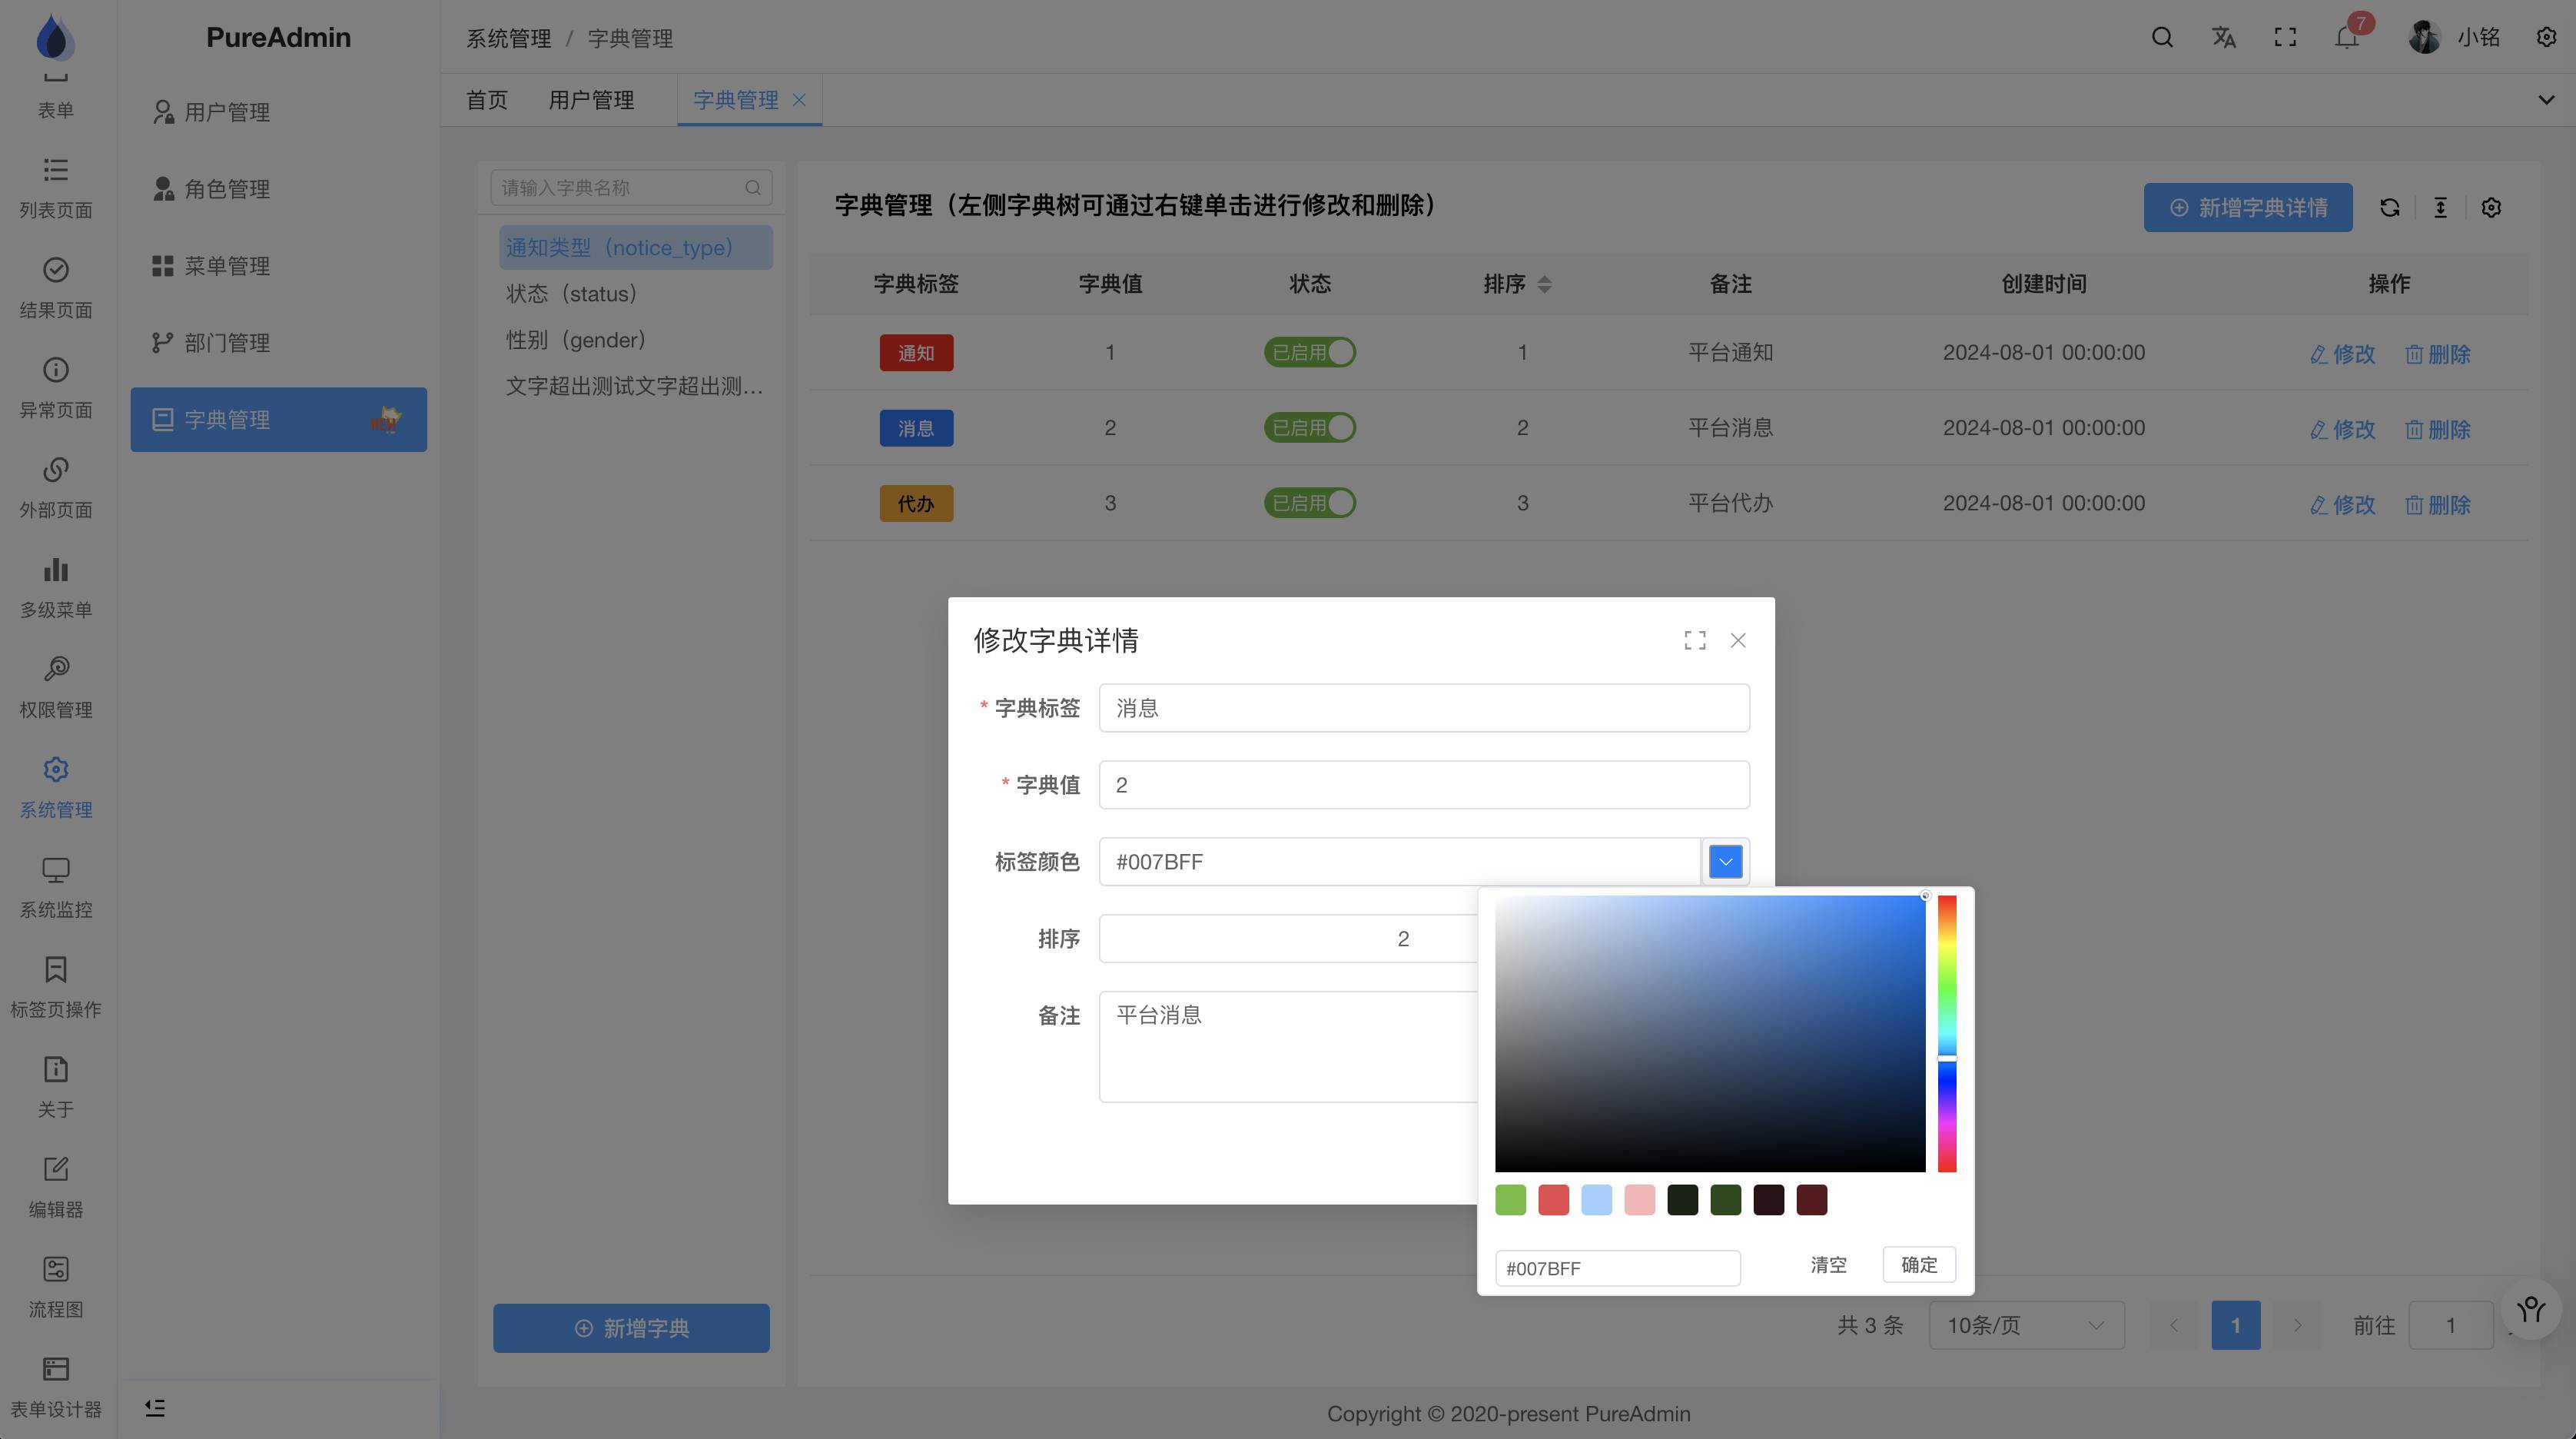 PureAdmin
系统管理 / 字典管理
7
小铭
首页
用户管理
字典管理
表单
列表页面
结果页面
异常页面
外部页面
多级菜单
权限管理
系统管理
系统监控
标签页操作
关于
编辑器
流程图
表单设计器
用户管理
角色管理
菜单管理
部门管理
字典管理
请输入字典名称
通知类型（notice_type）
状态（status）
性别（gender）
文字超出测试文字超出测…
新增字典
字典管理（左侧字典树可通过右键单击进行修改和删除）
新增字典详情
字典标签 字典值 状态 排序 备注 创建时间 操作
通知 1 已启用 1 平台通知 2024-08-01 00:00:00 修改 删除
消息 2 已启用 2 平台消息 2024-08-01 00:00:00 修改 删除
代办 3 已启用 3 平台代办 2024-08-01 00:00:00 修改 删除
修改字典详情
* 字典标签 消息
* 字典值 2
标签颜色 #007BFF
排序 2
备注 平台消息
#007BFF 清空 确定
共 3 条 10条/页 1 前往 1
Copyright © 2020-present PureAdmin